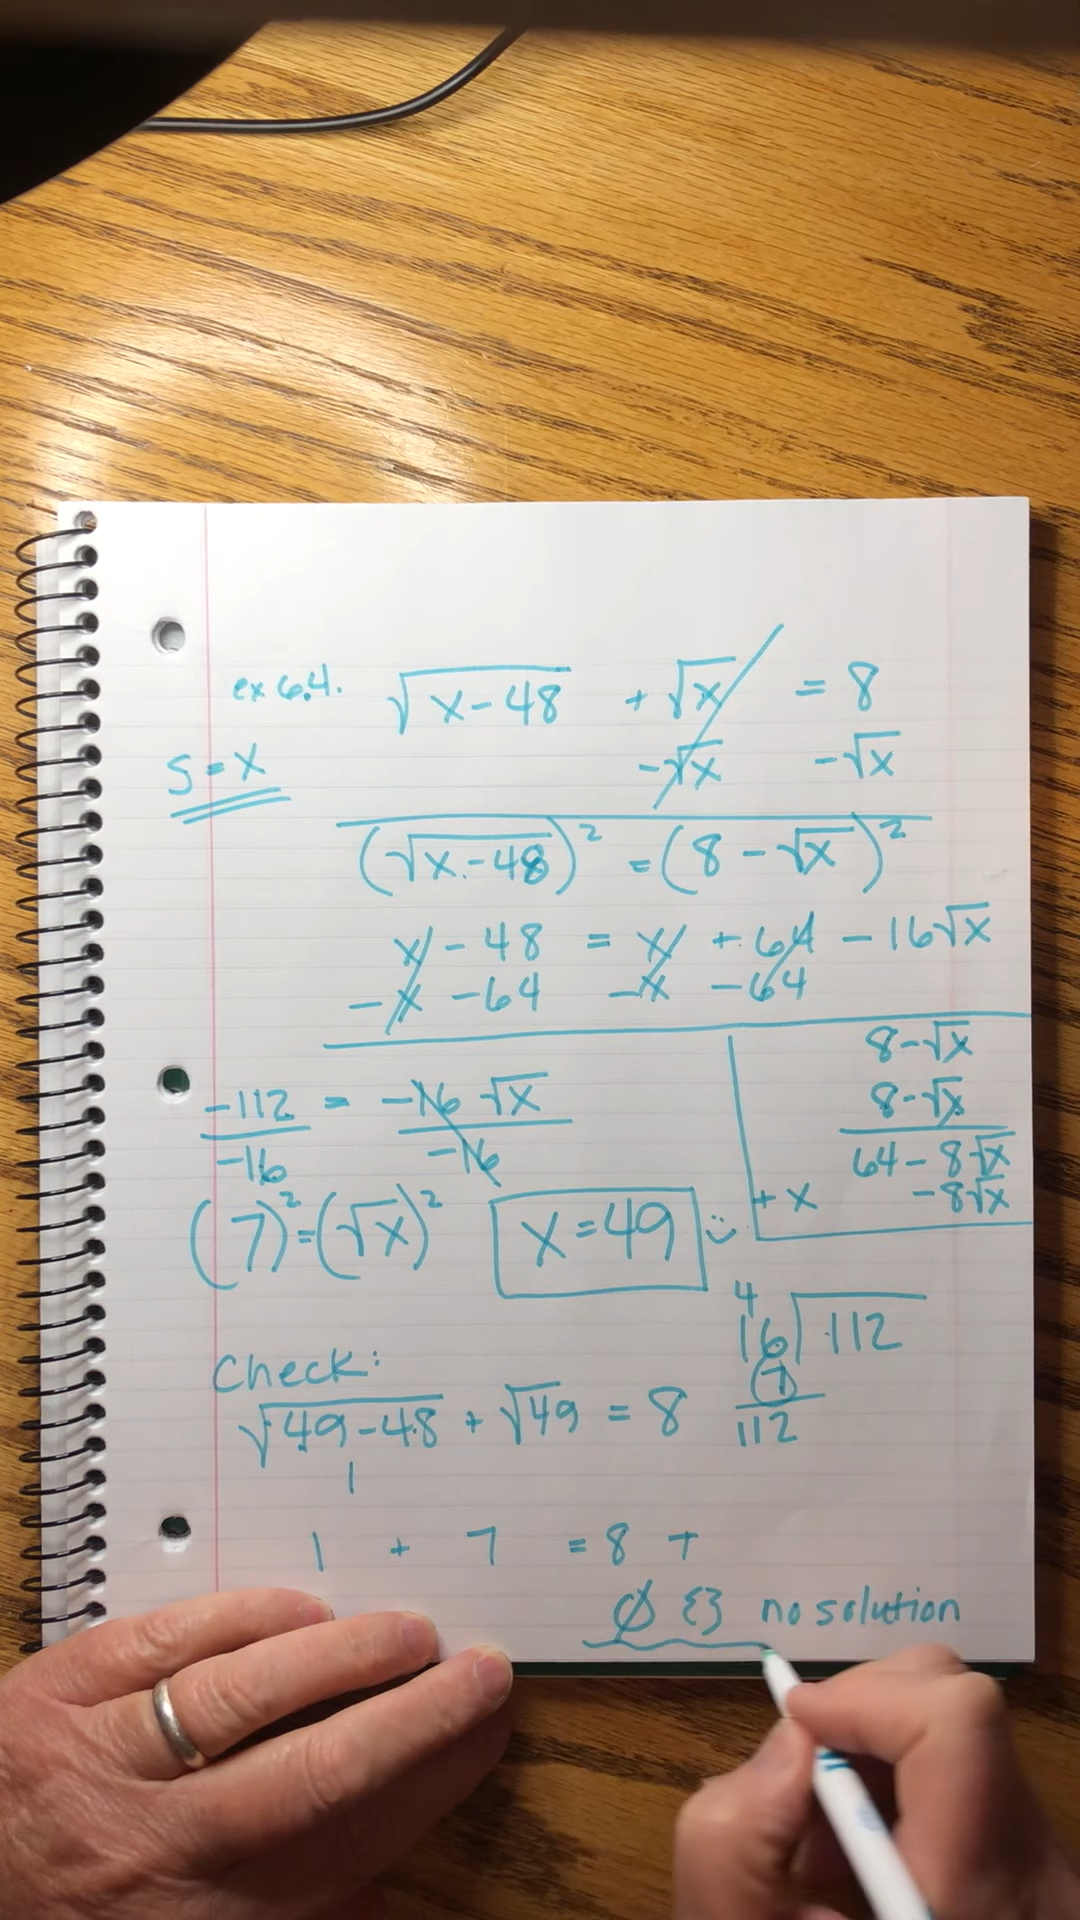 ex 6.4. √(x-48) + √x = 8
S = X
-√x -√x
(√(x-48))² = (8-√x)²
x - 48 = x + 64 - 16√x
-x -64 -x -64
8-√x
8-√x
64-8√x
+ x -8√x
-112 = -16√x
-16 -16
(7)² = (√x)² x = 49 :)
4
16)112
7
112
Check:
√(49-48) + √49 = 8
1
1 + 7 = 8 T
∅ {} no solution